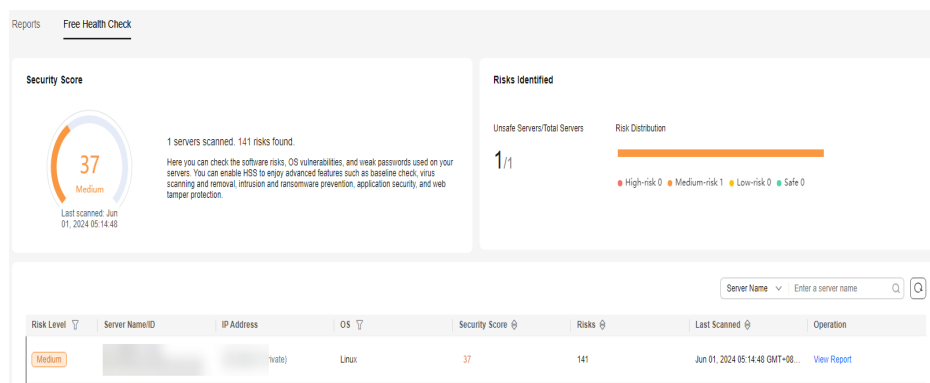 Reports Free Health Check
Security Score
37
Medium
Last scanned: Jun
01, 2024 05:14:48
1 servers scanned. 141 risks found.
Here you can check the software risks, OS vulnerabilities, and weak passwords used on your
servers. You can enable HSS to enjoy advanced features such as baseline check, virus
scanning and removal, intrusion and ransomware prevention, application security, and web
tamper protection.
Risks Identified
Unsafe Servers/Total Servers
1/1
Risk Distribution
High-risk 0 Medium-risk 1 Low-risk 0 Safe 0
Server Name Enter a server name
Risk Level Server Name/ID IP Address OS Security Score Risks Last Scanned Operation
Medium Linux 37 141 Jun 01, 2024 05:14:48 GMT+08... View Report